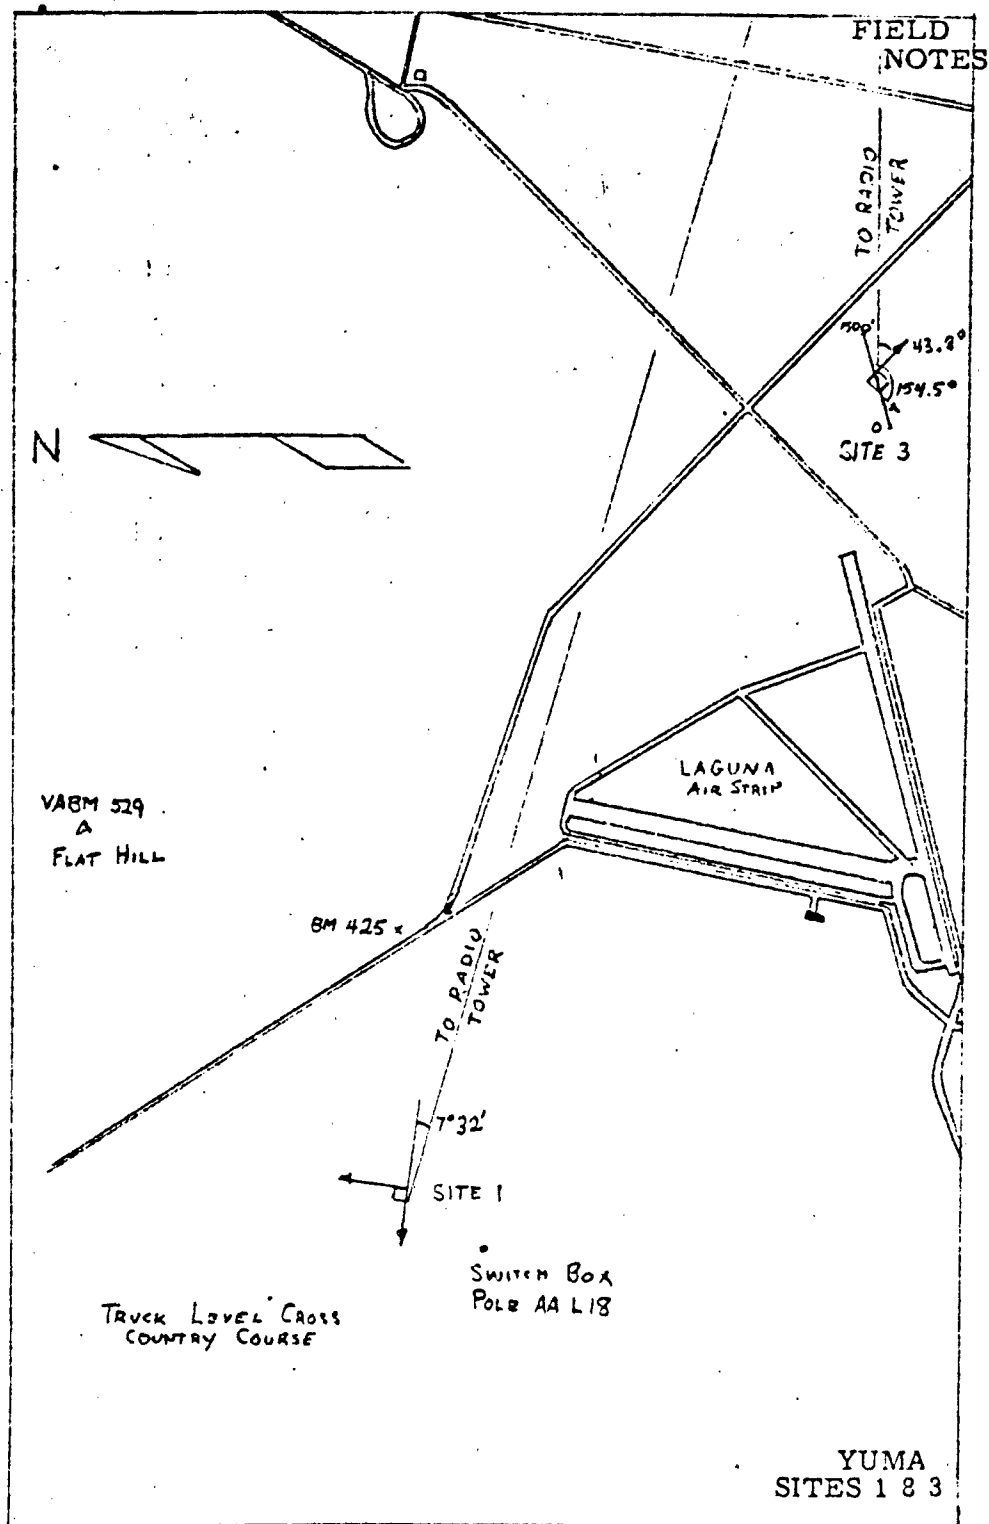 FIELD
NOTES
TO RADIO
TOWER
500'
43.8°
154.5°
A
O
SITE 3
N
LAGUNA
AIR STRIP
VABM 529
FLAT HILL
BM 425 x
TO RADIO
TOWER
7°32'
SITE 1
SWITCH BOX
POLE AA L18
TRUCK LEVEL CROSS
COUNTRY COURSE
YUMA
SITES 1 & 3